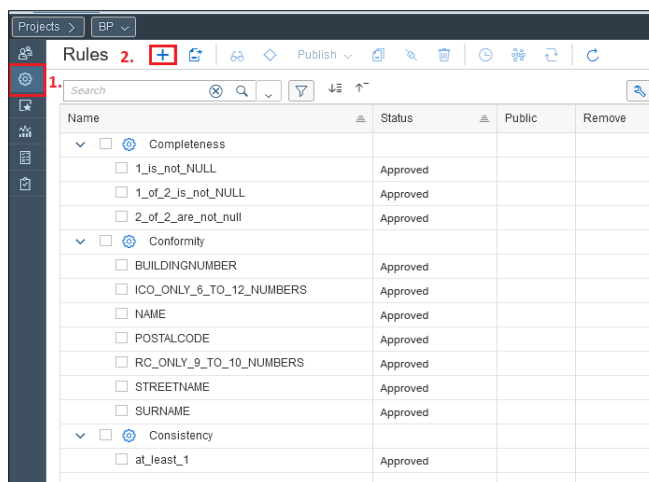 Projects > BP
Rules 2. Publish
1.
Search
Name Status Public Remove
Completeness
1_is_not_NULL Approved
1_of_2_is_not_NULL Approved
2_of_2_are_not_null Approved
Conformity
BUILDINGNUMBER Approved
ICO_ONLY_6_TO_12_NUMBERS Approved
NAME Approved
POSTALCODE Approved
RC_ONLY_9_TO_10_NUMBERS Approved
STREETNAME Approved
SURNAME Approved
Consistency
at_least_1 Approved